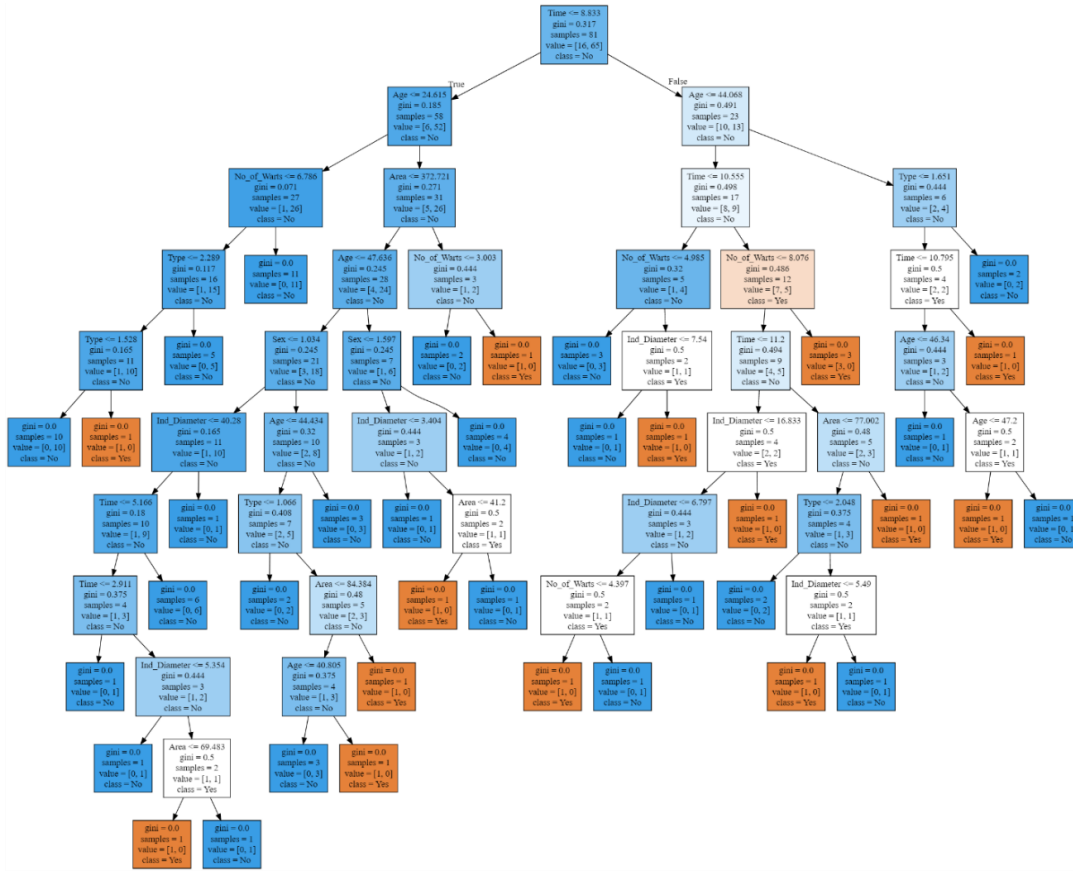 Time <= 8.833
gini = 0.317
samples = 81
value = [16, 65]
class = No
True
False
Age <= 24.615
gini = 0.185
samples = 58
value = [6, 52]
class = No
Age <= 44.068
gini = 0.491
samples = 23
value = [10, 13]
class = No
No_of_Warts <= 6.786
gini = 0.071
samples = 27
value = [1, 26]
class = No
Area <= 372.721
gini = 0.271
samples = 31
value = [5, 26]
class = No
Time <= 10.555
gini = 0.498
samples = 17
value = [8, 9]
class = No
Type <= 1.651
gini = 0.444
samples = 6
value = [2, 4]
class = No
Type <= 2.289
gini = 0.117
samples = 16
value = [1, 15]
class = No
gini = 0.0
samples = 11
value = [0, 11]
class = No
Age <= 47.636
gini = 0.245
samples = 28
value = [4, 24]
class = No
No_of_Warts <= 3.003
gini = 0.444
samples = 3
value = [1, 2]
class = No
No_of_Warts <= 4.985
gini = 0.32
samples = 5
value = [1, 4]
class = No
No_of_Warts <= 8.076
gini = 0.486
samples = 12
value = [7, 5]
class = Yes
Time <= 10.795
gini = 0.5
samples = 4
value = [2, 2]
class = Yes
gini = 0.0
samples = 2
value = [0, 2]
class = No
Type <= 1.528
gini = 0.165
samples = 11
value = [1, 10]
class = No
gini = 0.0
samples = 5
value = [0, 5]
class = No
Sex <= 1.034
gini = 0.245
samples = 21
value = [3, 18]
class = No
Sex <= 1.597
gini = 0.245
samples = 7
value = [1, 6]
class = No
gini = 0.0
samples = 2
value = [0, 2]
class = No
gini = 0.0
samples = 1
value = [1, 0]
class = Yes
gini = 0.0
samples = 3
value = [0, 3]
class = No
Ind_Diameter <= 7.54
gini = 0.5
samples = 2
value = [1, 1]
class = Yes
Time <= 11.2
gini = 0.494
samples = 9
value = [4, 5]
class = No
gini = 0.0
samples = 3
value = [3, 0]
class = Yes
Age <= 46.34
gini = 0.444
samples = 3
value = [1, 2]
class = No
gini = 0.0
samples = 1
value = [1, 0]
class = Yes
gini = 0.0
samples = 10
value = [0, 10]
class = No
gini = 0.0
samples = 1
value = [1, 0]
class = Yes
Ind_Diameter <= 40.28
gini = 0.165
samples = 11
value = [1, 10]
class = No
Age <= 44.434
gini = 0.32
samples = 10
value = [2, 8]
class = No
Ind_Diameter <= 3.404
gini = 0.444
samples = 3
value = [1, 2]
class = No
gini = 0.0
samples = 4
value = [0, 4]
class = No
gini = 0.0
samples = 1
value = [0, 1]
class = No
gini = 0.0
samples = 1
value = [1, 0]
class = Yes
Ind_Diameter <= 16.833
gini = 0.5
samples = 4
value = [2, 2]
class = Yes
Area <= 77.002
gini = 0.48
samples = 5
value = [2, 3]
class = No
gini = 0.0
samples = 1
value = [0, 1]
class = No
Age <= 47.2
gini = 0.5
samples = 2
value = [1, 1]
class = Yes
Time <= 5.166
gini = 0.18
samples = 10
value = [1, 9]
class = No
gini = 0.0
samples = 1
value = [0, 1]
class = No
Type <= 1.066
gini = 0.408
samples = 7
value = [2, 5]
class = No
gini = 0.0
samples = 3
value = [0, 3]
class = No
gini = 0.0
samples = 1
value = [0, 1]
class = No
Area <= 41.2
gini = 0.5
samples = 2
value = [1, 1]
class = Yes
Ind_Diameter <= 6.797
gini = 0.444
samples = 3
value = [1, 2]
class = No
gini = 0.0
samples = 1
value = [1, 0]
class = Yes
Type <= 2.048
gini = 0.375
samples = 4
value = [1, 3]
class = No
gini = 0.0
samples = 1
value = [1, 0]
class = Yes
gini = 0.0
samples = 1
value = [1, 0]
class = Yes
gini = 0.0
samples = 1
value = [0, 1]
class = No
Time <= 2.911
gini = 0.375
samples = 4
value = [1, 3]
class = No
gini = 0.0
samples = 6
value = [0, 6]
class = No
gini = 0.0
samples = 2
value = [0, 2]
class = No
Area <= 84.384
gini = 0.48
samples = 5
value = [2, 3]
class = No
gini = 0.0
samples = 1
value = [1, 0]
class = Yes
gini = 0.0
samples = 1
value = [0, 1]
class = No
No_of_Warts <= 4.397
gini = 0.5
samples = 2
value = [1, 1]
class = Yes
gini = 0.0
samples = 1
value = [0, 1]
class = No
gini = 0.0
samples = 2
value = [0, 2]
class = No
Ind_Diameter <= 5.49
gini = 0.5
samples = 2
value = [1, 1]
class = Yes
gini = 0.0
samples = 1
value = [0, 1]
class = No
Ind_Diameter <= 5.354
gini = 0.444
samples = 3
value = [1, 2]
class = No
Age <= 40.805
gini = 0.375
samples = 4
value = [1, 3]
class = No
gini = 0.0
samples = 1
value = [1, 0]
class = Yes
gini = 0.0
samples = 1
value = [1, 0]
class = Yes
gini = 0.0
samples = 1
value = [0, 1]
class = No
gini = 0.0
samples = 1
value = [1, 0]
class = Yes
gini = 0.0
samples = 1
value = [0, 1]
class = No
gini = 0.0
samples = 1
value = [0, 1]
class = No
Area <= 69.483
gini = 0.5
samples = 2
value = [1, 1]
class = Yes
gini = 0.0
samples = 3
value = [0, 3]
class = No
gini = 0.0
samples = 1
value = [1, 0]
class = Yes
gini = 0.0
samples = 1
value = [1, 0]
class = Yes
gini = 0.0
samples = 1
value = [0, 1]
class = No